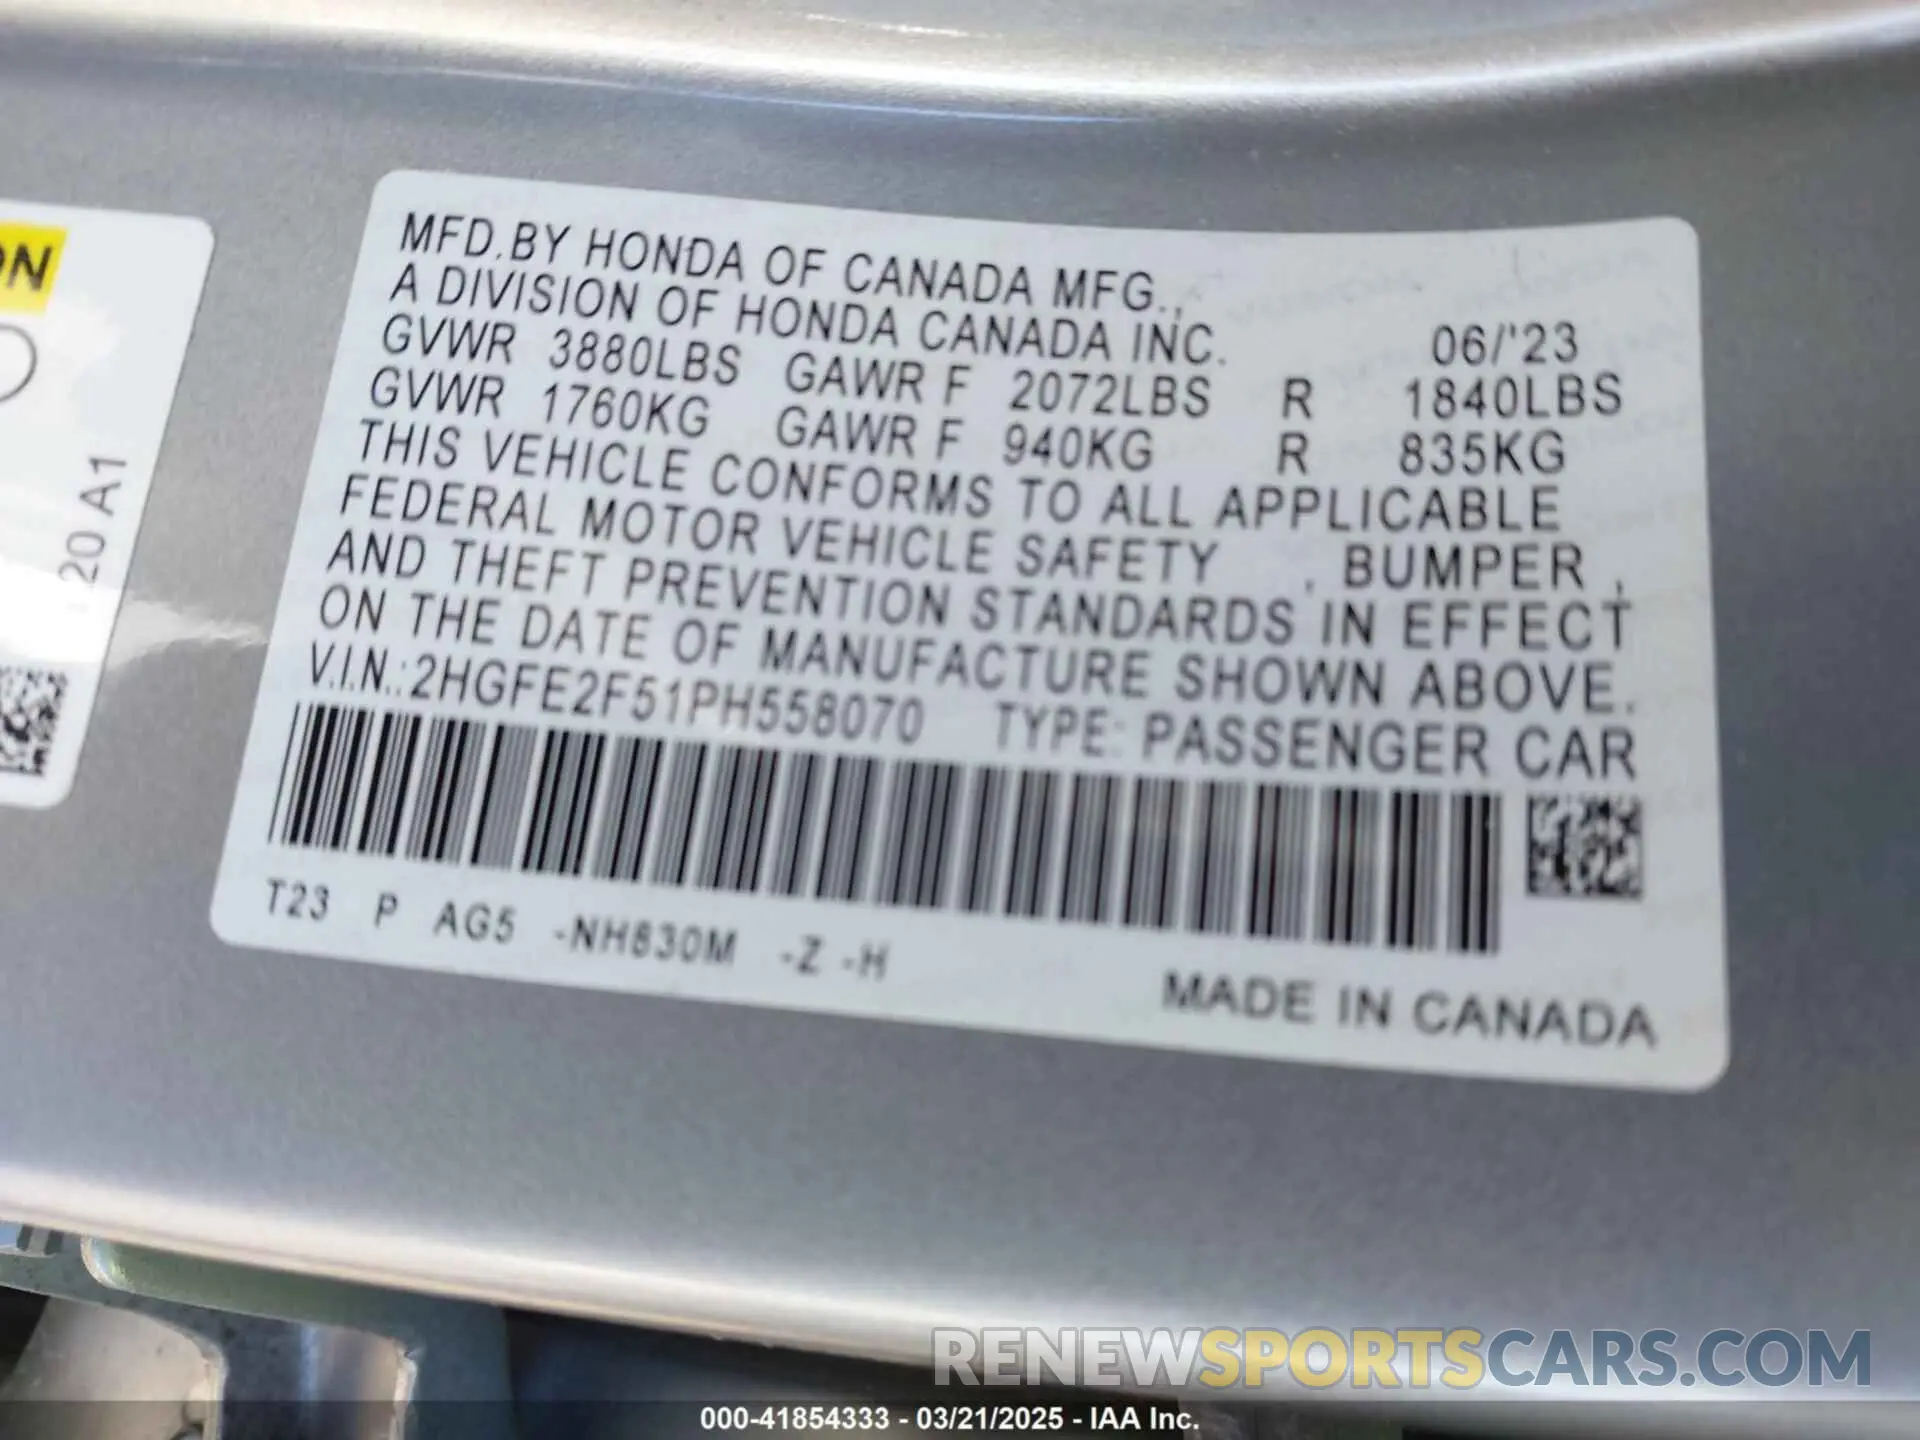 MFD.BY HONDA OF CANADA MFG.,
A DIVISION OF HONDA CANADA INC. 06/'23
GVWR 3880LBS GAWR F 2072LBS R 1840LBS
GVWR 1760KG GAWR F 940KG R 835KG
THIS VEHICLE CONFORMS TO ALL APPLICABLE
FEDERAL MOTOR VEHICLE SAFETY , BUMPER ,
AND THEFT PREVENTION STANDARDS IN EFFECT
ON THE DATE OF MANUFACTURE SHOWN ABOVE.
V.I.N.:2HGFE2F51PH558070 TYPE: PASSENGER CAR
T23 P AG5 -NH830M -Z -H
MADE IN CANADA
20 A1
RENEWSPORTSCARS.COM
000-41854333 - 03/21/2025 - IAA Inc.